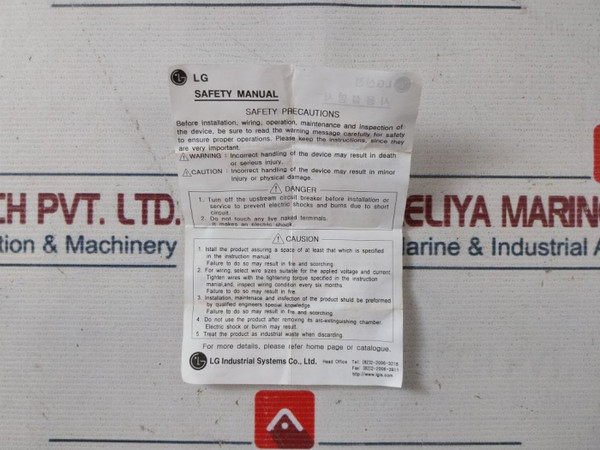 LG
SAFETY MANUAL
SAFETY PRECAUTIONS
Before installation, wiring, operation, maintenance and inspection of
the device, be sure to read the warning message carefully for safety
to ensure proper operations. Please keep the instructions, since they
are very important.
WARNING : Incorrect handling of the device may result in death
or serious injury.
CAUTION : Incorrect handling of the device may result in minor
injury or physical damage.
DANGER
1. Turn off the upstream circuit breaker before installation or
service to prevent electric shocks and burns due to short
circuit.
2. Do not touch any live naked terminals.
It makes an electric shock.
CH PVT. LTD.
ELIYA MARINE
tion & Machinery
arine & Industrial A
CAUSION
1. Istall the product assuring a space of at least that which is specified
in the instruction manual.
Failure to do so may result in fire and scorching.
2. For wiring, select wire sizes suitable for the applied voltage and current.
Tighten wires with the tightening torque specified in the instruction
manual,and, inspect wiring condition every six months.
Failure to do so may result in fire.
3. Installation, maintenace and insfection of the product shuld be preformed
by qualified engineers special knowledge.
Failure to do so may result in fire and scorching.
4. Do not use the product after removing its arc-extinguishing chamber.
Electric shock or burnin may result.
5. Treat the product as industrial waste when discarding.
For more details, please refer home page or catalogue.
LG Industrial Systems Co., Ltd.
Head Office
http://www.lgis.com/